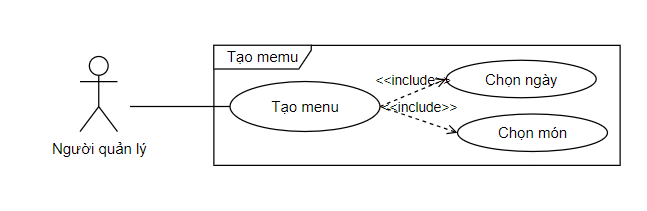 Tạo memu
<<include>>
Chọn ngày
Tạo menu
<<include>>
Chọn món
Người quản lý